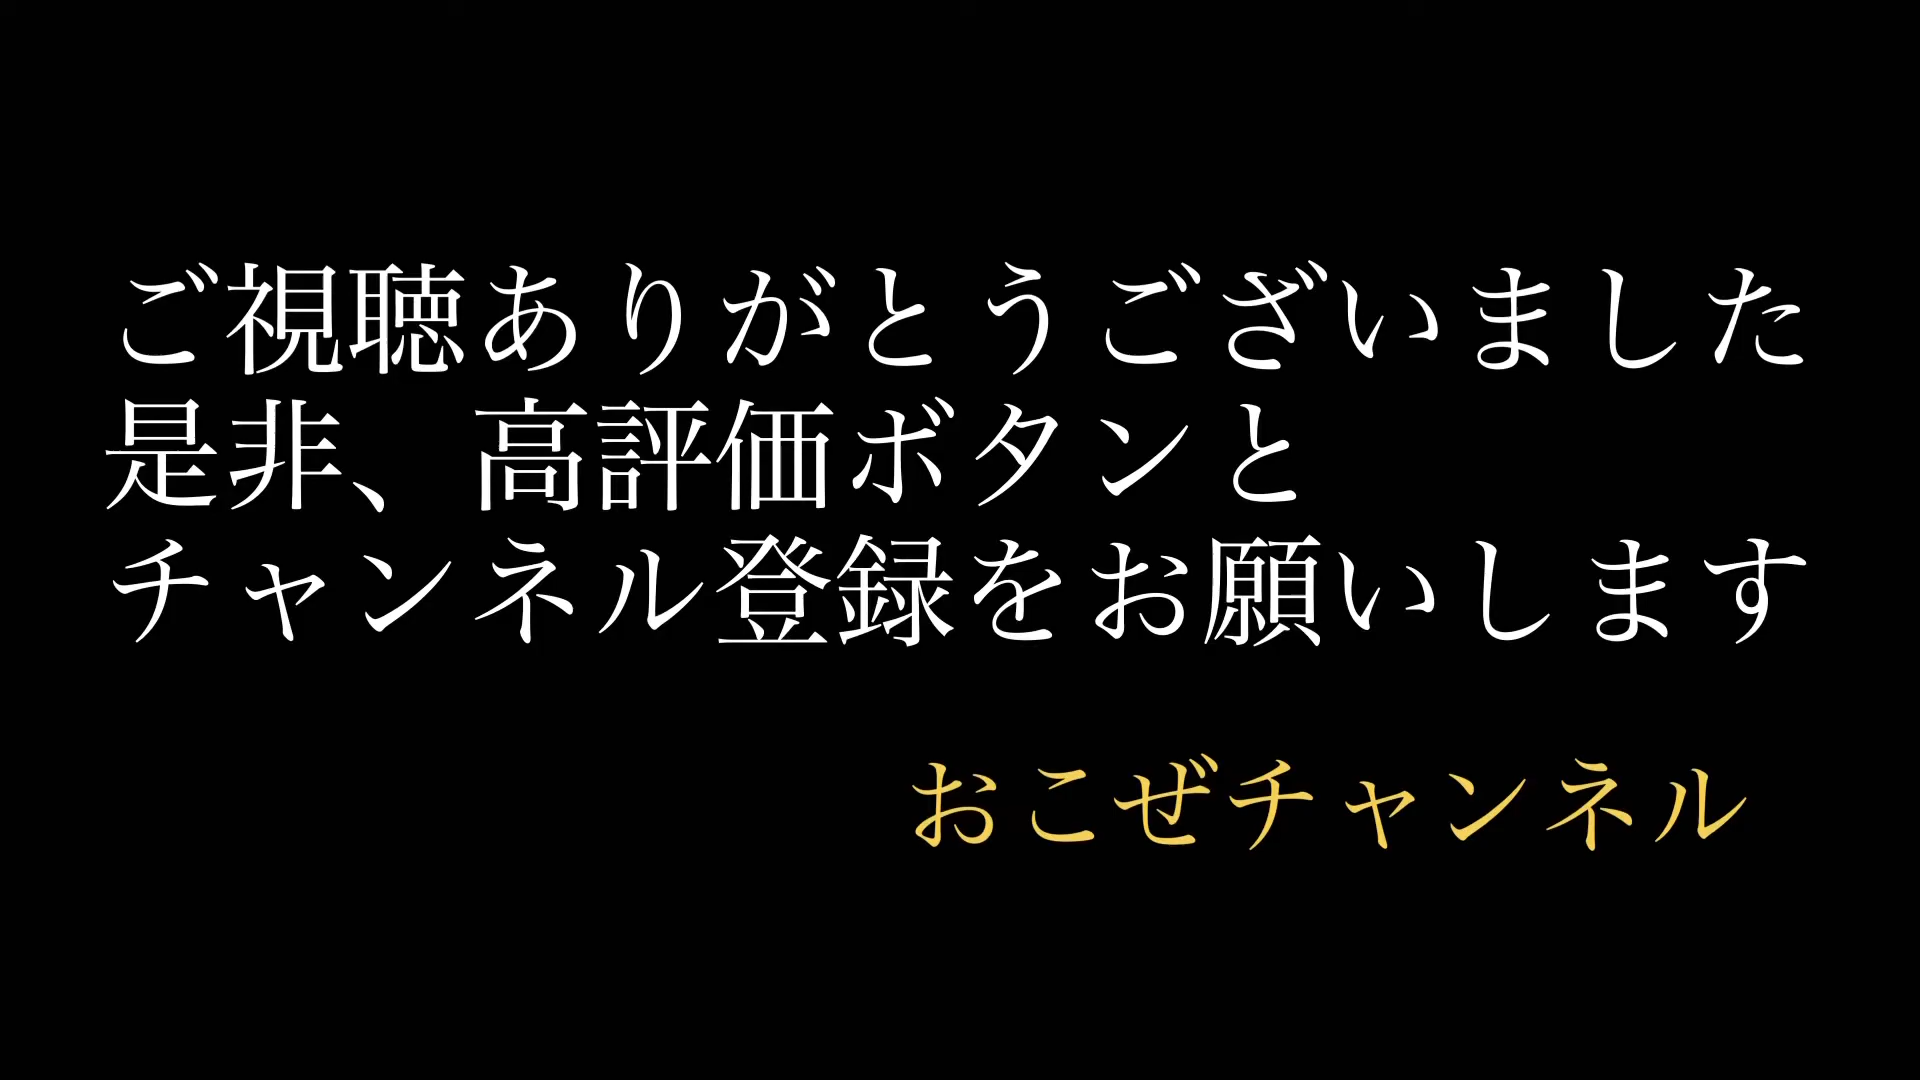 ご視聴ありがとうございました
是非、高評価ボタンと
チャンネル登録をお願いします
おこぜチャンネル